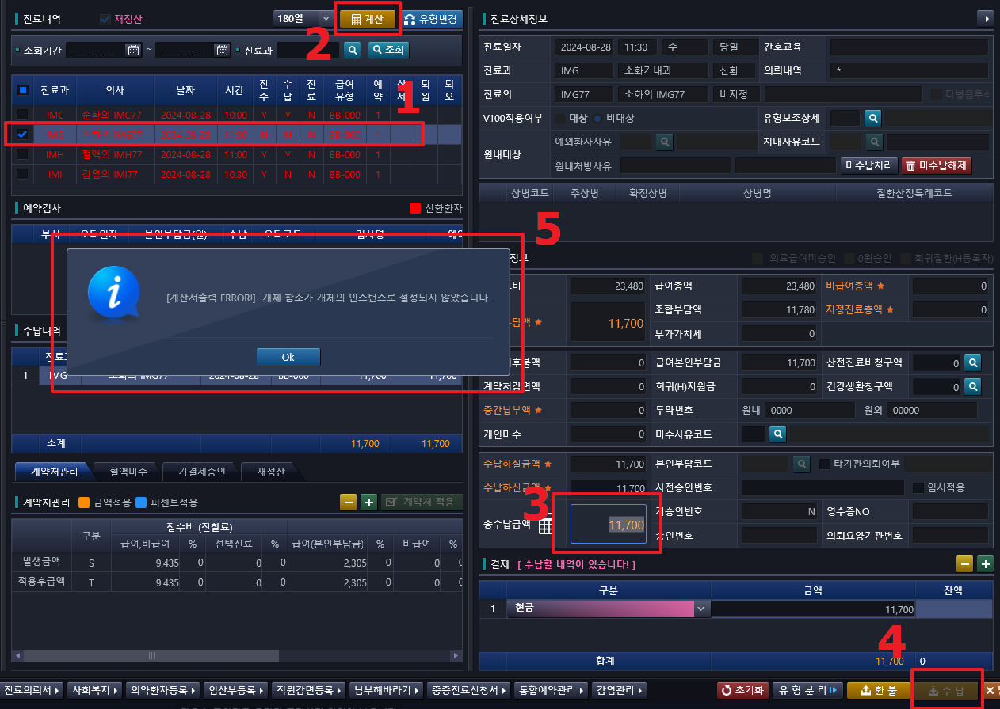 진료내역 재정산 180일 계산 유형변경
2
조회기간 ____-__-__ ~ ____-__-__ 진료과 조회
진료과 의사 날짜 시간 진수 수납 진료 급여유형 예약 상세 퇴원 퇴오
1
IMC 순환의 IMC77 2024-08-28 10:00 Y Y N BB-000 1
IMG 소화의 IMG77 2024-08-28 11:30 N N N BB-000 1
IMH 혈액의 IMH77 2024-08-28 11:00 Y Y N BB-000 1
IMI 감염의 IMI77 2024-08-28 10:30 Y N N BB-000 1
예약검사 신환환자
부서 오더일자 본인부담금(원) 수납 오더코드 검사명
[계산서출력 ERROR!] 개체 참조가 개체의 인스턴스로 설정되지 않았습니다.
Ok
수납내역
1 IMG 소화의 IMG77 2024-08-28 BB-000 11,700 11,700
소계 11,700 11,700
계약처관리 혈액미수 기결제승인 재정산
계약처관리 금액적용 퍼센트적용 계약처 적용
구분 접수비 (진찰료)
급여,비급여 % 선택진료 % 급여(본인부담금) % 비급여 %
발생금액 S 9,435 0 0 0 2,305 0 0 0
적용후금액 T 9,435 0 0 0 2,305 0 0 0
진료상세정보
진료일자 2024-08-28 11:30 수 당일 간호교육
진료과 IMG 소화기내과 신환 의뢰내역 *
진료의 IMG77 소화의 IMG77 비지정 타병원투석
V100적용여부 대상 비대상 유형보조상세
원내대상 예외환자사유 치매사유코드
원내처방사유 미수납처리 미수납해제
상병코드 주상병 확정상병 상병명 질환산정특례코드
5
정보 의료급여미승인 0원승인 희귀질환(H등록자)
비 23,480 급여총액 23,480 비급여총액 ★ 0
담액 ★ 11,700 조합부담액 11,780 지정진료총액 ★ 0
부가가치세 0
후불액 0 급여본인부담금 11,700 산전진료비청구액 0
계약처감면액 0 희귀(H)지원금 0 건강생활청구액 0
중간납부액 ★ 0 투약번호 원내 0000 원외 00000
개인미수 0 미수사유코드
수납하실금액 ★ 11,700 본인부담코드 타기관의뢰여부
수납하신금액 ★ 11,700 사전승인번호 임시적용
3
총수납금액 11,700 기승인번호 N 영수증NO
승인번호 의뢰요양기관번호
결제 [ 수납할 내역이 있습니다! ]
구분 금액 잔액
1 현금 11,700
4
합계 11,700 0
진료의뢰서 사회복지 의약환자등록 임산부등록 직원감면등록 납부해바라기 중증진료신청서 통합예약관리 감염관리 초기화 유 형 분 리 환 불 수 납